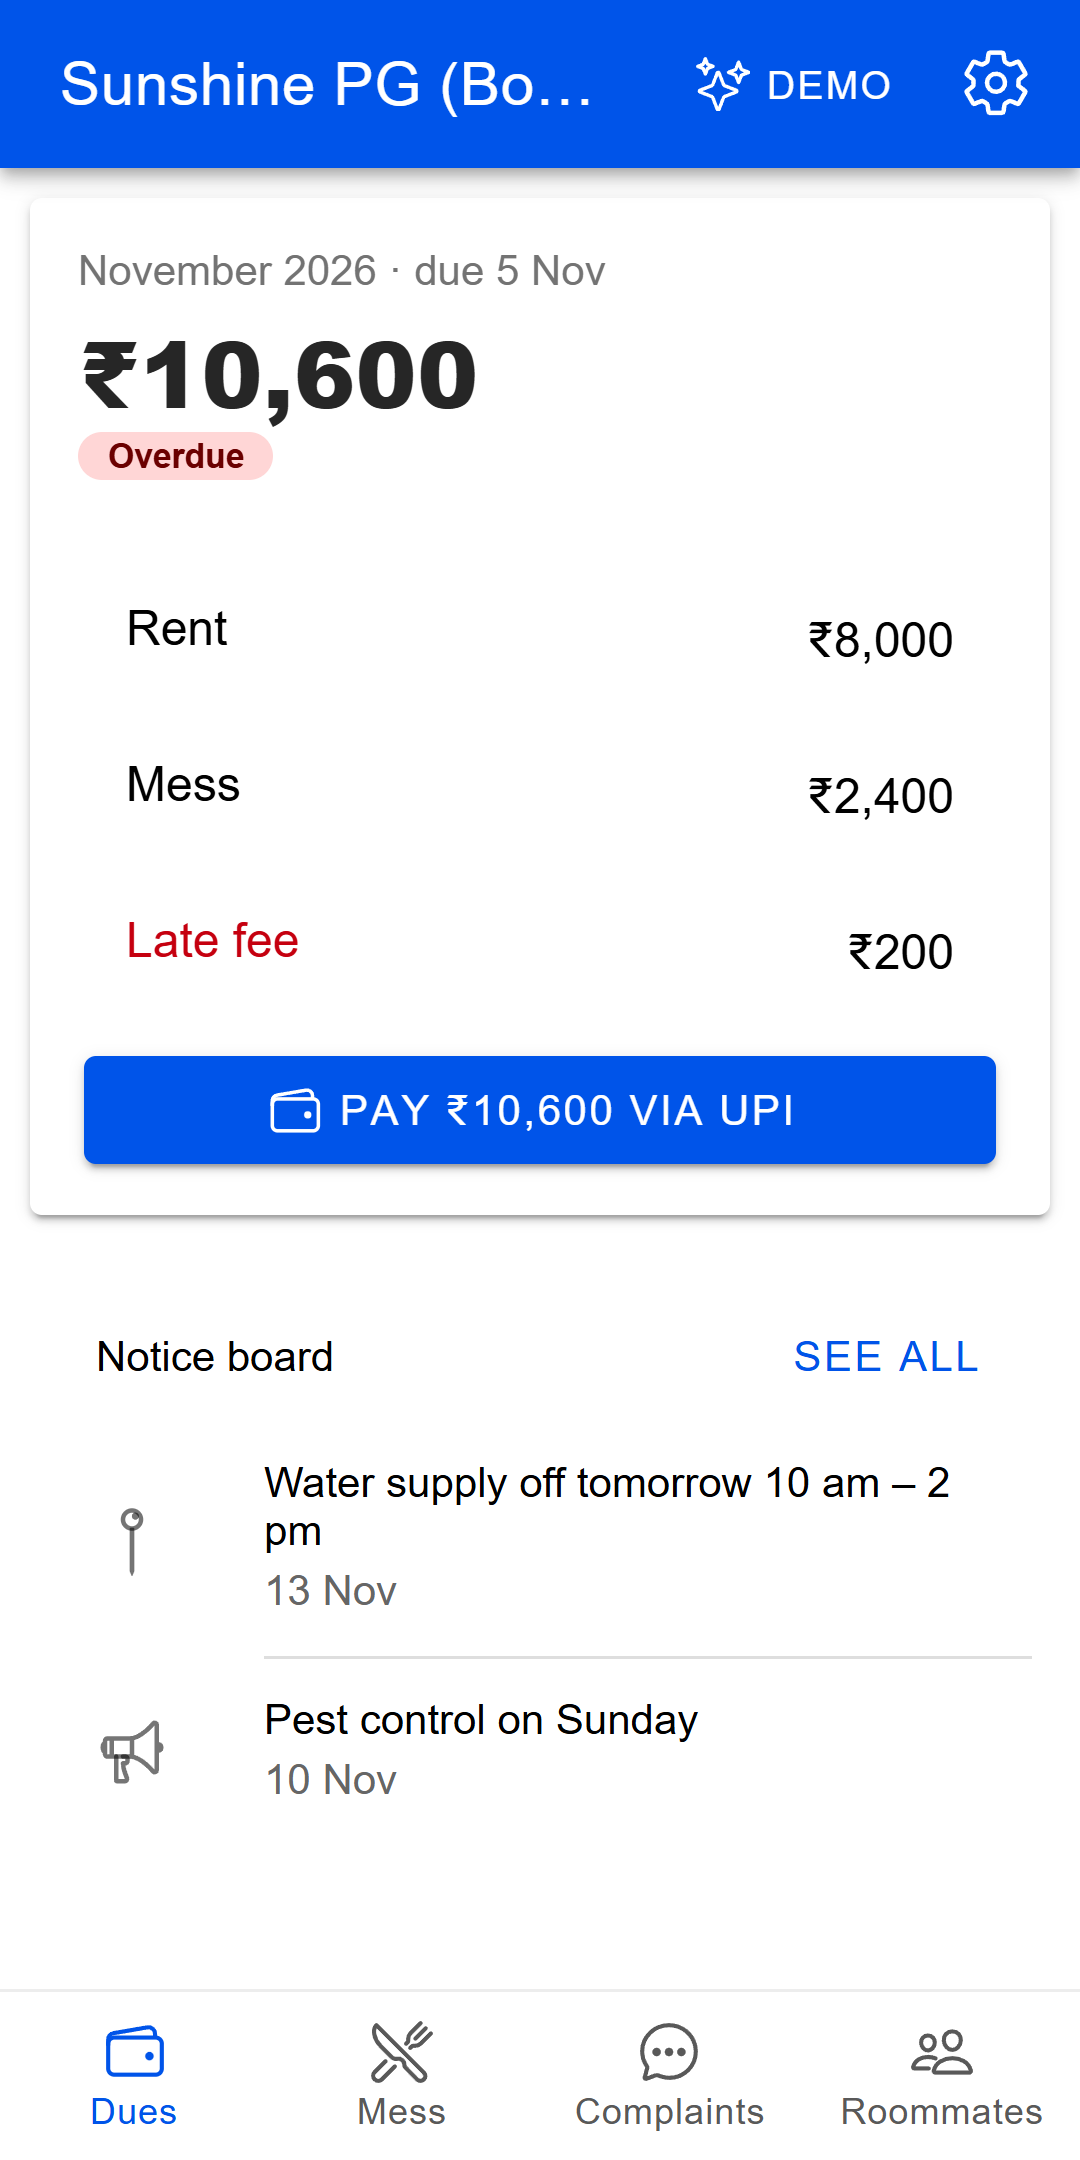 Sunshine PG (Bo...
DEMO
November 2026 · due 5 Nov
₹10,600
Overdue
Rent
₹8,000
Mess
₹2,400
Late fee
₹200
PAY ₹10,600 VIA UPI
Notice board
SEE ALL
Water supply off tomorrow 10 am – 2
pm
13 Nov
Pest control on Sunday
10 Nov
Dues
Mess
Complaints
Roommates